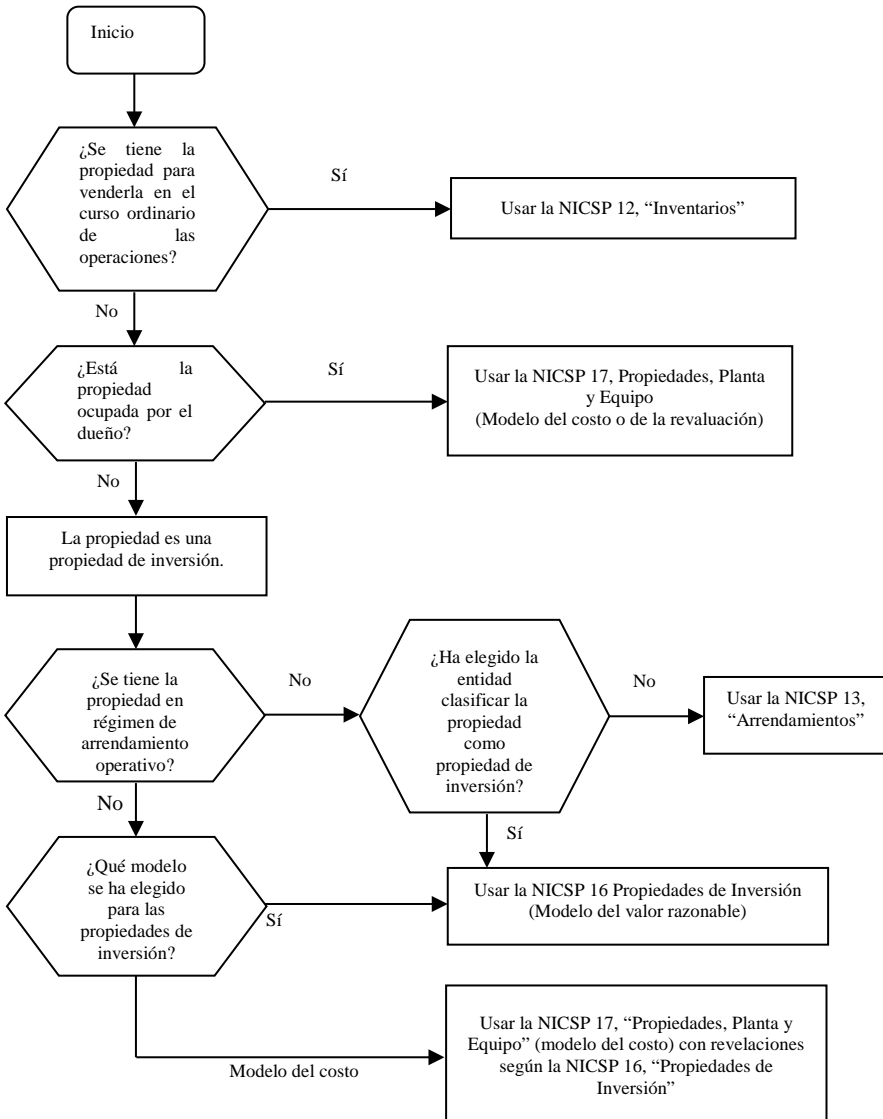 Inicio
¿Se tiene la
propiedad para
venderla en el
curso ordinario
de las
operaciones?
Sí
Usar la NICSP 12, “Inventarios”
No
¿Está la
propiedad
ocupada por el
dueño?
Sí
Usar la NICSP 17, Propiedades, Planta
y Equipo
(Modelo del costo o de la revaluación)
No
La propiedad es una
propiedad de inversión.
¿Se tiene la
propiedad en
régimen de
arrendamiento
operativo?
No
¿Ha elegido la
entidad
clasificar la
propiedad
como
propiedad de
inversión?
No
Usar la NICSP 13,
“Arrendamientos”
No
Sí
¿Qué modelo
se ha elegido
para las
propiedades de
inversión?
Sí
Usar la NICSP 16 Propiedades de Inversión
(Modelo del valor razonable)
Modelo del costo
Usar la NICSP 17, “Propiedades, Planta y
Equipo” (modelo del costo) con revelaciones
según la NICSP 16, “Propiedades de
Inversión”